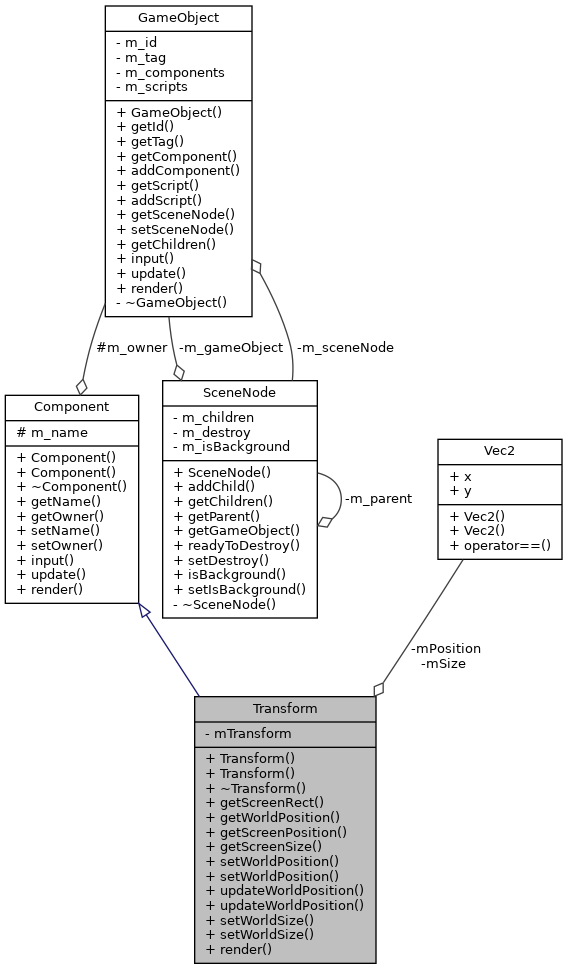 GameObject
- m_id
- m_tag
- m_components
- m_scripts
+ GameObject()
+ getId()
+ getTag()
+ getComponent()
+ addComponent()
+ getScript()
+ addScript()
+ getSceneNode()
+ setSceneNode()
+ getChildren()
+ input()
+ update()
+ render()
- ~GameObject()
#m_owner
-m_gameObject
-m_sceneNode
Component
# m_name
+ Component()
+ Component()
+ ~Component()
+ getName()
+ getOwner()
+ setName()
+ setOwner()
+ input()
+ update()
+ render()
SceneNode
- m_children
- m_destroy
- m_isBackground
+ SceneNode()
+ addChild()
+ getChildren()
+ getParent()
+ getGameObject()
+ readyToDestroy()
+ setDestroy()
+ isBackground()
+ setIsBackground()
- ~SceneNode()
-m_parent
Vec2
+ x
+ y
+ Vec2()
+ Vec2()
+ operator==()
-mPosition
-mSize
Transform
- mTransform
+ Transform()
+ Transform()
+ ~Transform()
+ getScreenRect()
+ getWorldPosition()
+ getScreenPosition()
+ getScreenSize()
+ setWorldPosition()
+ setWorldPosition()
+ updateWorldPosition()
+ updateWorldPosition()
+ setWorldSize()
+ setWorldSize()
+ render()